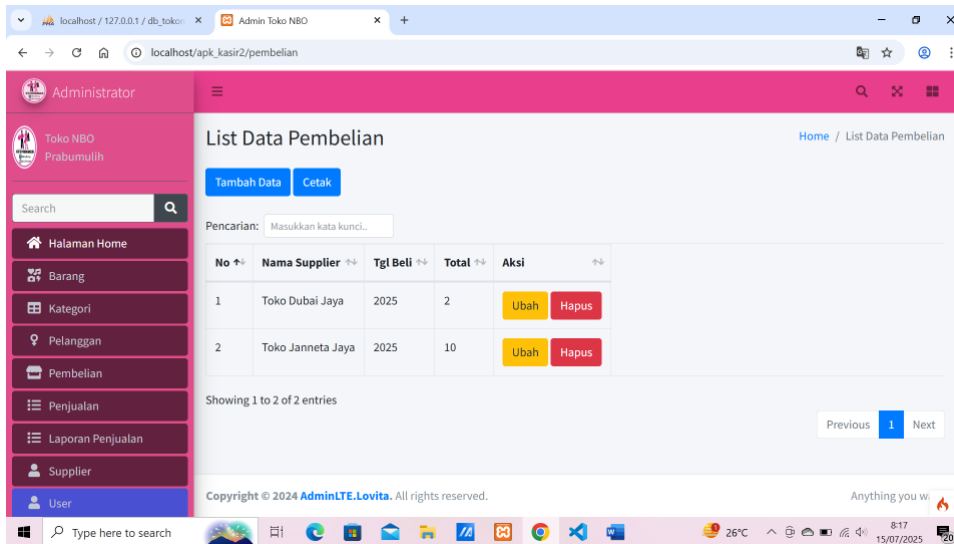 localhost / 127.0.0.1 / db_tokon
Admin Toko NBO
localhost/apk_kasir2/pembelian
Administrator
Toko NBO
Prabumulih
Search
Halaman Home
Barang
Kategori
Pelanggan
Pembelian
Penjualan
Laporan Penjualan
Supplier
User
List Data Pembelian
Home / List Data Pembelian
Tambah Data Cetak
Pencarian: Masukkan kata kunci..
No Nama Supplier Tgl Beli Total Aksi
1 Toko Dubai Jaya 2025 2 Ubah Hapus
2 Toko Janneta Jaya 2025 10 Ubah Hapus
Showing 1 to 2 of 2 entries
Previous 1 Next
Copyright © 2024 AdminLTE.Lovita. All rights reserved.
Anything you w
Type here to search
26°C
8:17
15/07/2025
20